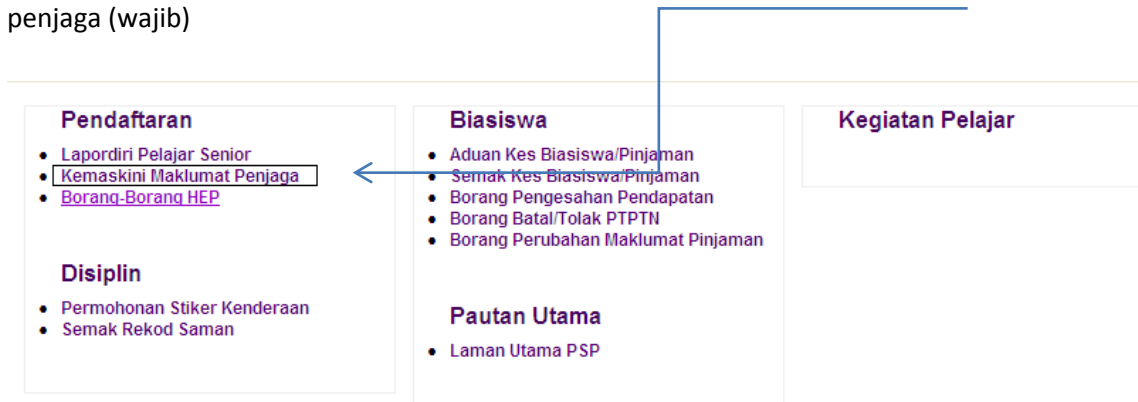 penjaga (wajib)
Pendaftaran
Lapordiri Pelajar Senior
Kemaskini Maklumat Penjaga
Borang-Borang HEP
Disiplin
Permohonan Stiker Kenderaan
Semak Rekod Saman
Biasiswa
Aduan Kes Biasiswa/Pinjaman
Semak Kes Biasiswa/Pinjaman
Borang Pengesahan Pendapatan
Borang Batal/Tolak PTPTN
Borang Perubahan Maklumat Pinjaman
Pautan Utama
Laman Utama PSP
Kegiatan Pelajar